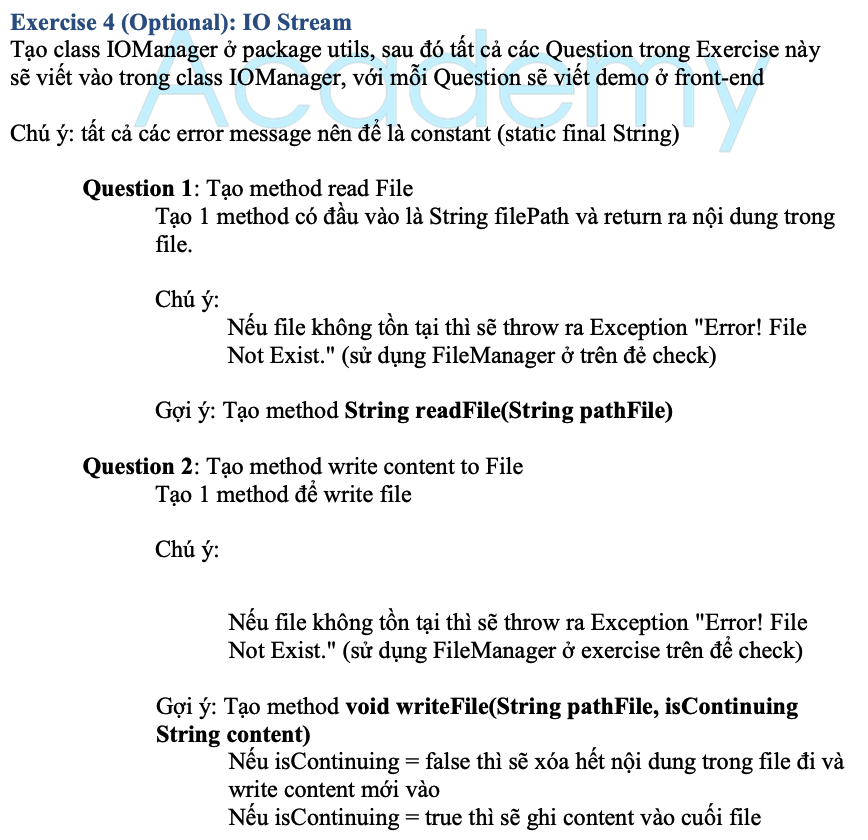 Exercise 4 (Optional): IO Stream
Tạo class IOManager ở package utils, sau đó tất cả các Question trong Exercise này
sẽ viết vào trong class IOManager, với mỗi Question sẽ viết demo ở front-end
Academy
Chú ý: tất cả các error message nên để là constant (static final String)
Question 1: Tạo method read File
Tạo 1 method có đầu vào là String filePath và return ra nội dung trong
file.
Chú ý:
Nếu file không tồn tại thì sẽ throw ra Exception "Error! File
Not Exist." (sử dụng FileManager ở trên đẻ check)
Gợi ý: Tạo method String readFile(String pathFile)
Question 2: Tạo method write content to File
Tạo 1 method để write file
Chú ý:
Nếu file không tồn tại thì sẽ throw ra Exception "Error! File
Not Exist." (sử dụng FileManager ở exercise trên để check)
Gợi ý: Tạo method void writeFile(String pathFile, isContinuing
String content)
Nếu isContinuing = false thì sẽ xóa hết nội dung trong file đi và
write content mới vào
Nếu isContinuing = true thì sẽ ghi content vào cuối file